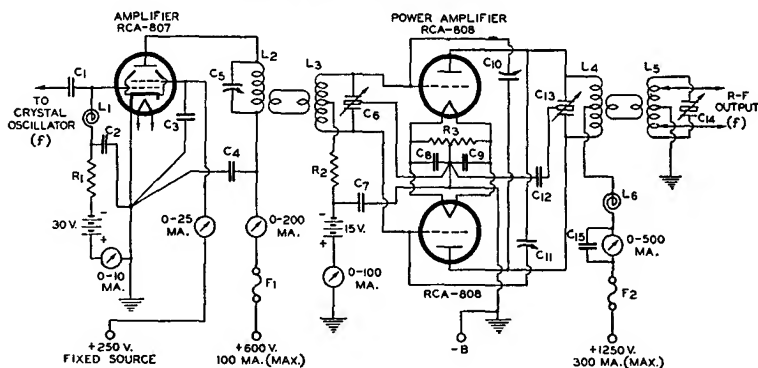 AMPLIFIER
RCA-807
POWER AMPLIFIER
RCA-808
L2
L3
C1
C5
C10
L4
L5
TO
CRYSTAL
OSCILLATOR
(f)
L1
C2
C3
C6
R3
C13
C14
R-F
OUTPUT
(f)
C4
R2
C8
C9
C12
R1
C7
L6
30 V.
0-25
MA.
0-200
MA.
15V.
C11
C15
0-500
MA.
0-10
MA.
F1
0-100
MA.
RCA-808
F2
+250 V.
FIXED SOURCE
+600 V.
100 MA.(MAX.)
-B
+1250 V.
300 MA.(MAX.)